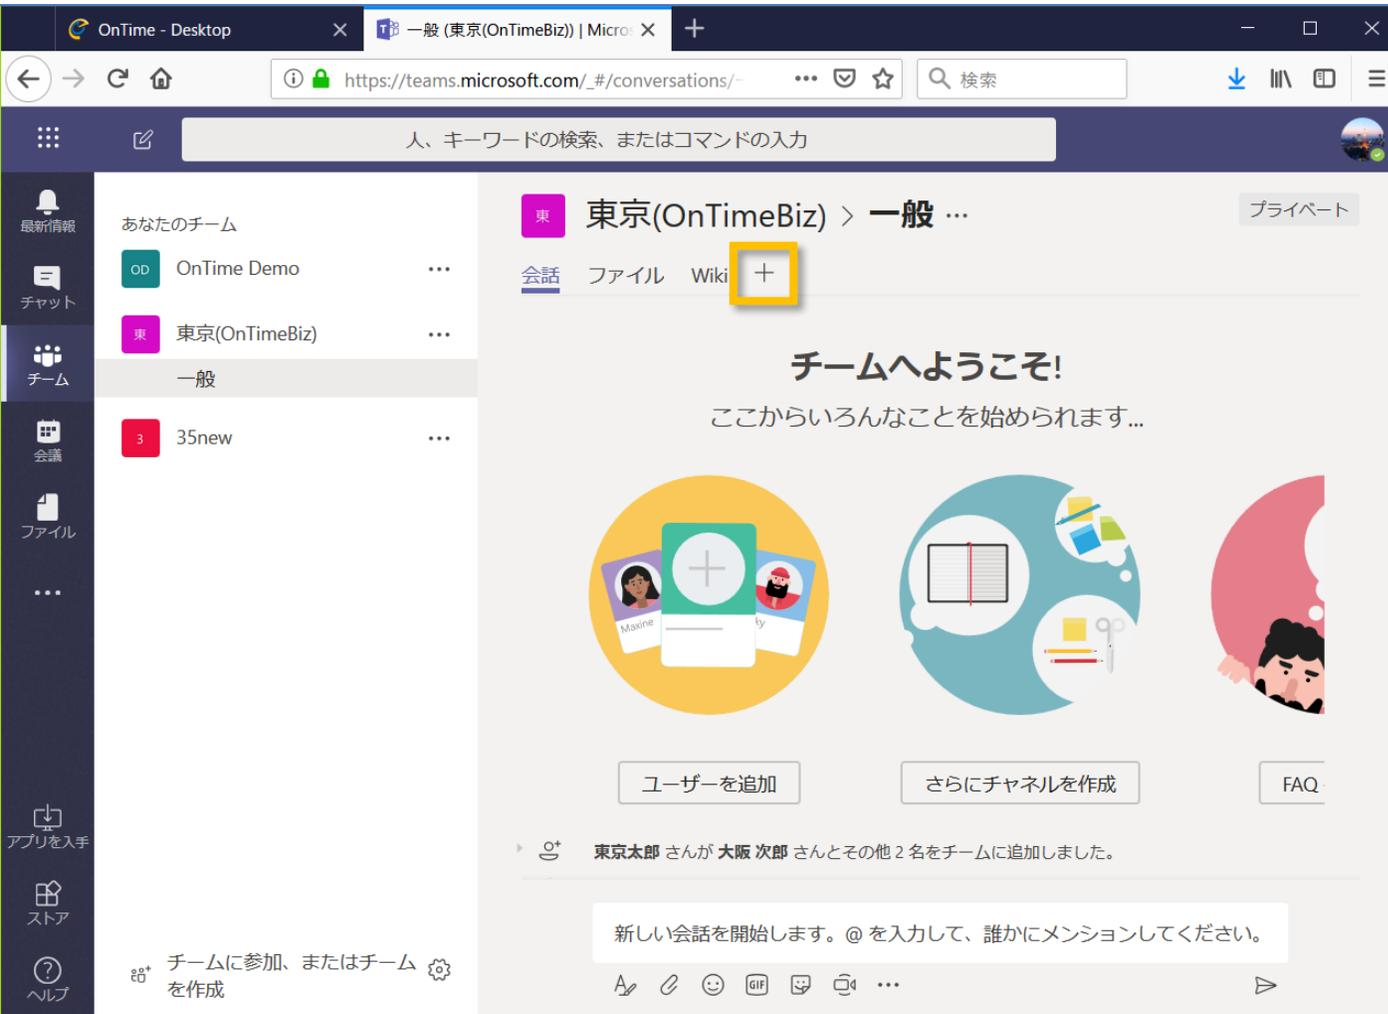 OnTime - Desktop
一般 (東京(OnTimeBiz)) | Micro
https://teams.microsoft.com/_#/conversations/
検索
人、キーワードの検索、またはコマンドの入力
最新情報
チャット
チーム
会議
ファイル
アプリを入手
ストア
ヘルプ
あなたのチーム
OD OnTime Demo
東 東京(OnTimeBiz)
一般
3 35new
チームに参加、またはチーム
を作成
東 東京(OnTimeBiz) > 一般
プライベート
会話 ファイル Wiki
チームへようこそ!
ここからいろんなことを始められます...
Maxine
ky
ユーザーを追加
さらにチャネルを作成
FAQ
東京太郎 さんが 大阪 次郎 さんとその他 2 名をチームに追加しました。
新しい会話を開始します。@ を入力して、誰かにメンションしてください。
GIF